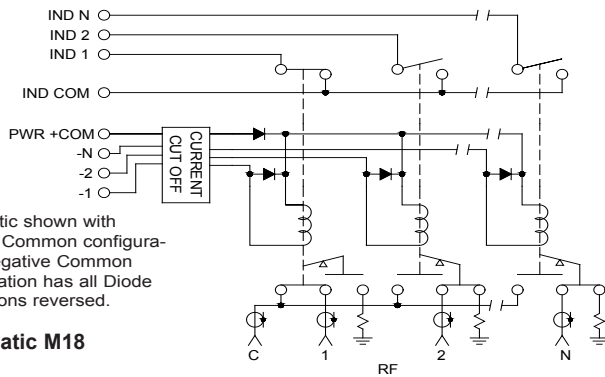 IND N
IND 2
IND 1
IND COM
PWR +COM
-N
-2
-1
CURRENT
CUT OFF
tic shown with
Common configura-
egative Common
ation has all Diode
ons reversed.
atic M18
C
1
2
N
RF